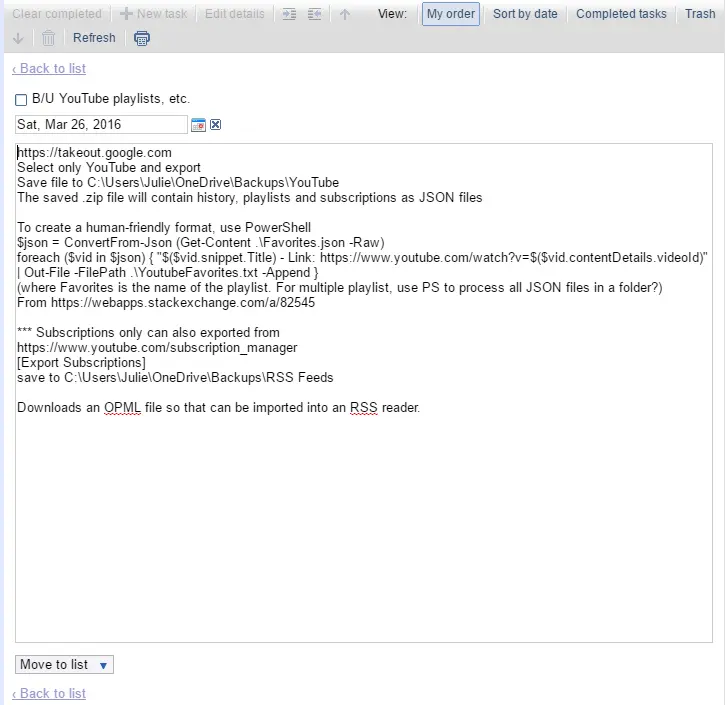 Clear completed New task Edit details View: My order Sort by date Completed tasks Trash
Refresh
‹ Back to list
B/U YouTube playlists, etc.
Sat, Mar 26, 2016
https://takeout.google.com
Select only YouTube and export
Save file to C:\Users\Julie\OneDrive\Backups\YouTube
The saved .zip file will contain history, playlists and subscriptions as JSON files
To create a human-friendly format, use PowerShell
$json = ConvertFrom-Json (Get-Content .\Favorites.json -Raw)
foreach ($vid in $json) { "$($vid.snippet.Title) - Link: https://www.youtube.com/watch?v=$($vid.contentDetails.videoId)"
| Out-File -FilePath .\YoutubeFavorites.txt -Append }
(where Favorites is the name of the playlist. For multiple playlist, use PS to process all JSON files in a folder?)
From https://webapps.stackexchange.com/a/82545
*** Subscriptions only can also exported from
https://www.youtube.com/subscription_manager
[Export Subscriptions]
save to C:\Users\Julie\OneDrive\Backups\RSS Feeds
Downloads an OPML file so that can be imported into an RSS reader.
Move to list
‹ Back to list